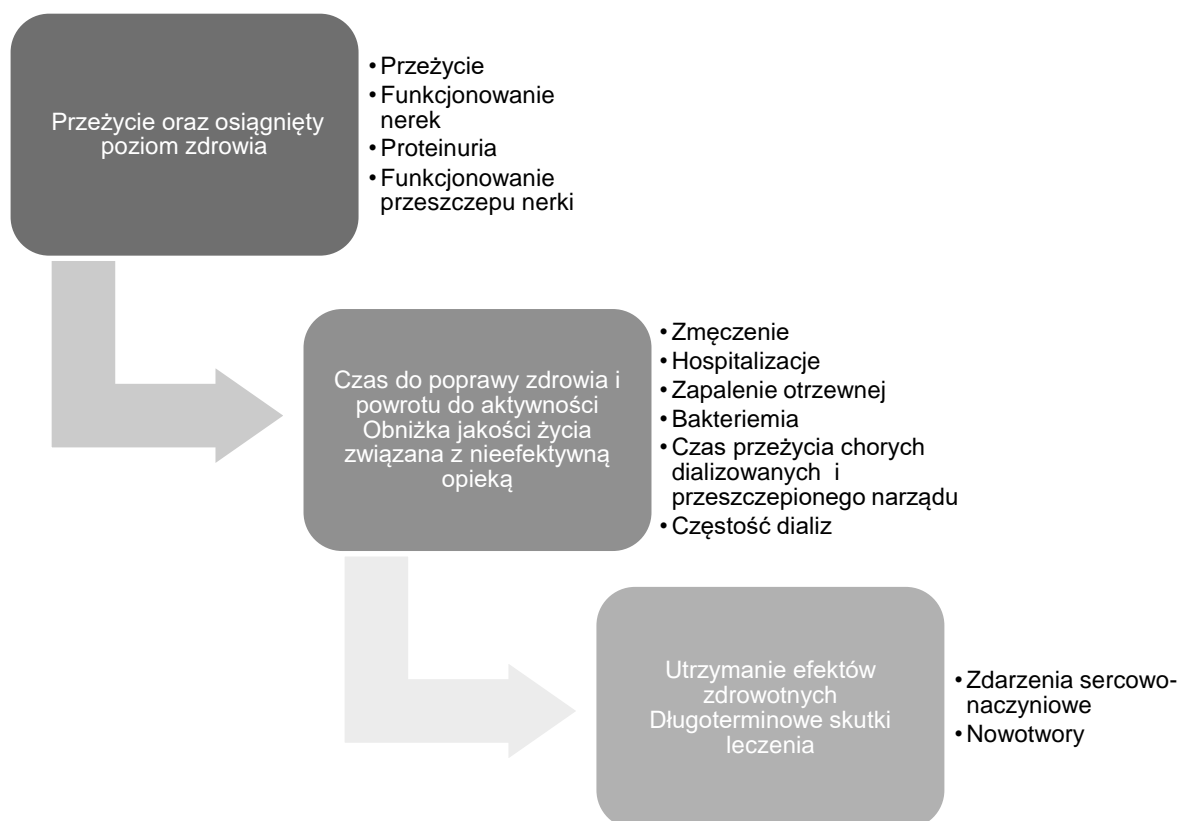 Przeżycie oraz osiągnięty
poziom zdrowia
• Przeżycie
• Funkcjonowanie
nerek
• Proteinuria
• Funkcjonowanie
przeszczepu nerki
Czas do poprawy zdrowia i
powrotu do aktywności
Obniżka jakości życia
związana z nieefektywną
opieką
• Zmęczenie
• Hospitalizacje
• Zapalenie otrzewnej
• Bakteriemia
• Czas przeżycia chorych
dializowanych i
przeszczepionego narządu
• Częstość dializ
Utrzymanie efektów
zdrowotnych
Długoterminowe skutki
leczenia
• Zdarzenia sercowo-
naczyniowe
• Nowotwory